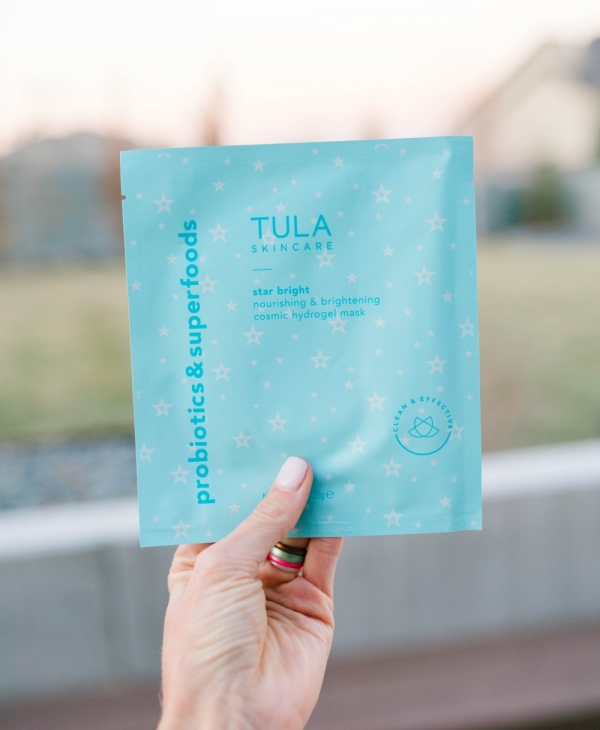 TULA
SKINCARE
star bright
nourishing & brightening
cosmic hydrogel mask
probiotics & superfoods
CLEAN & EFFECTIVE